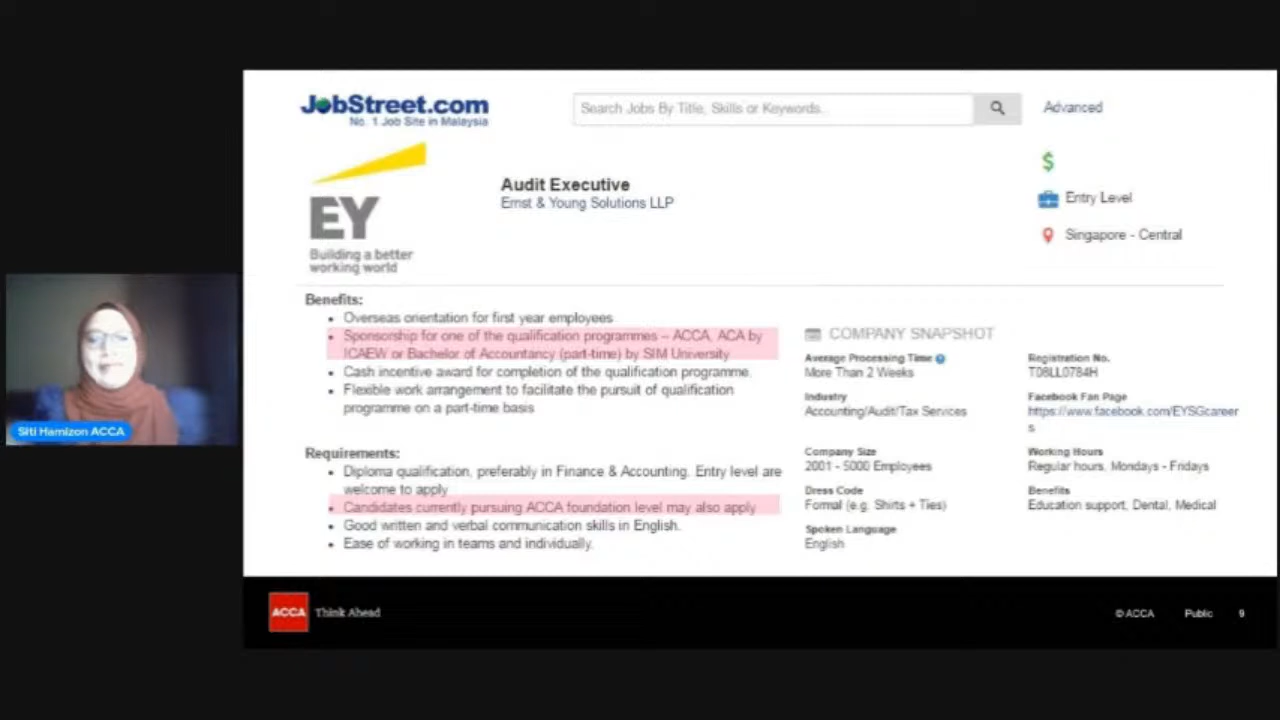 JobStreet.com
No. 1 Job Site in Malaysia
Search Jobs By Title, Skills or Keywords..
Advanced
EY
Building a better
working world
Audit Executive
Ernst & Young Solutions LLP
$
Entry Level
Singapore - Central
Benefits:
• Overseas orientation for first year employees
• Sponsorship for one of the qualification programmes – ACCA, ACA by
ICAEW or Bachelor of Accountancy (part-time) by SIM University
• Cash incentive award for completion of the qualification programme.
• Flexible work arrangement to facilitate the pursuit of qualification
programme on a part-time basis
Requirements:
• Diploma qualification, preferably in Finance & Accounting. Entry level are
welcome to apply
• Candidates currently pursuing ACCA foundation level may also apply
• Good written and verbal communication skills in English.
• Ease of working in teams and individually.
COMPANY SNAPSHOT
Average Processing Time
More Than 2 Weeks
Industry
Accounting/Audit/Tax Services
Company Size
2001 - 5000 Employees
Dress Code
Formal (e.g. Shirts + Ties)
Spoken Language
English
Registration No.
T08LL0784H
Facebook Fan Page
https://www.facebook.com/EYSGcareer
s
Working Hours
Regular hours, Mondays - Fridays
Benefits
Education support, Dental, Medical
Siti Hamizon ACCA
ACCA
Think Ahead
© ACCA
Public
9